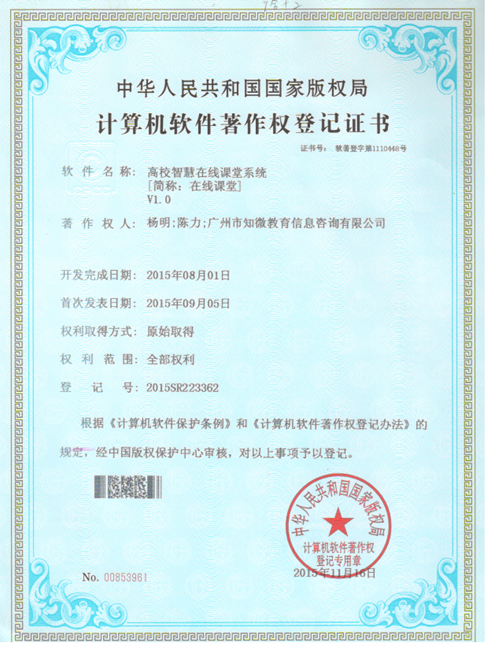 中华人民共和国国家版权局
计算机软件著作权登记证书
证书号： 软著登字第1110468号
软件名称： 高校智慧在线课堂系统
[简称：在线课堂]
V1.0
著作权人： 杨明;陈力;广州市知微教育信息咨询有限公司
开发完成日期： 2015年08月01日
首次发表日期： 2015年09月05日
权利取得方式： 原始取得
权利范围： 全部权利
登记号： 2015SR223362
根据《计算机软件保护条例》和《计算机软件著作权登记办法》的
规定，经中国版权保护中心审核，对以上事项予以登记。
中华人民共和国国家版权局
计算机软件著作权
登记专用章
2015年11月16日
No. 00853961